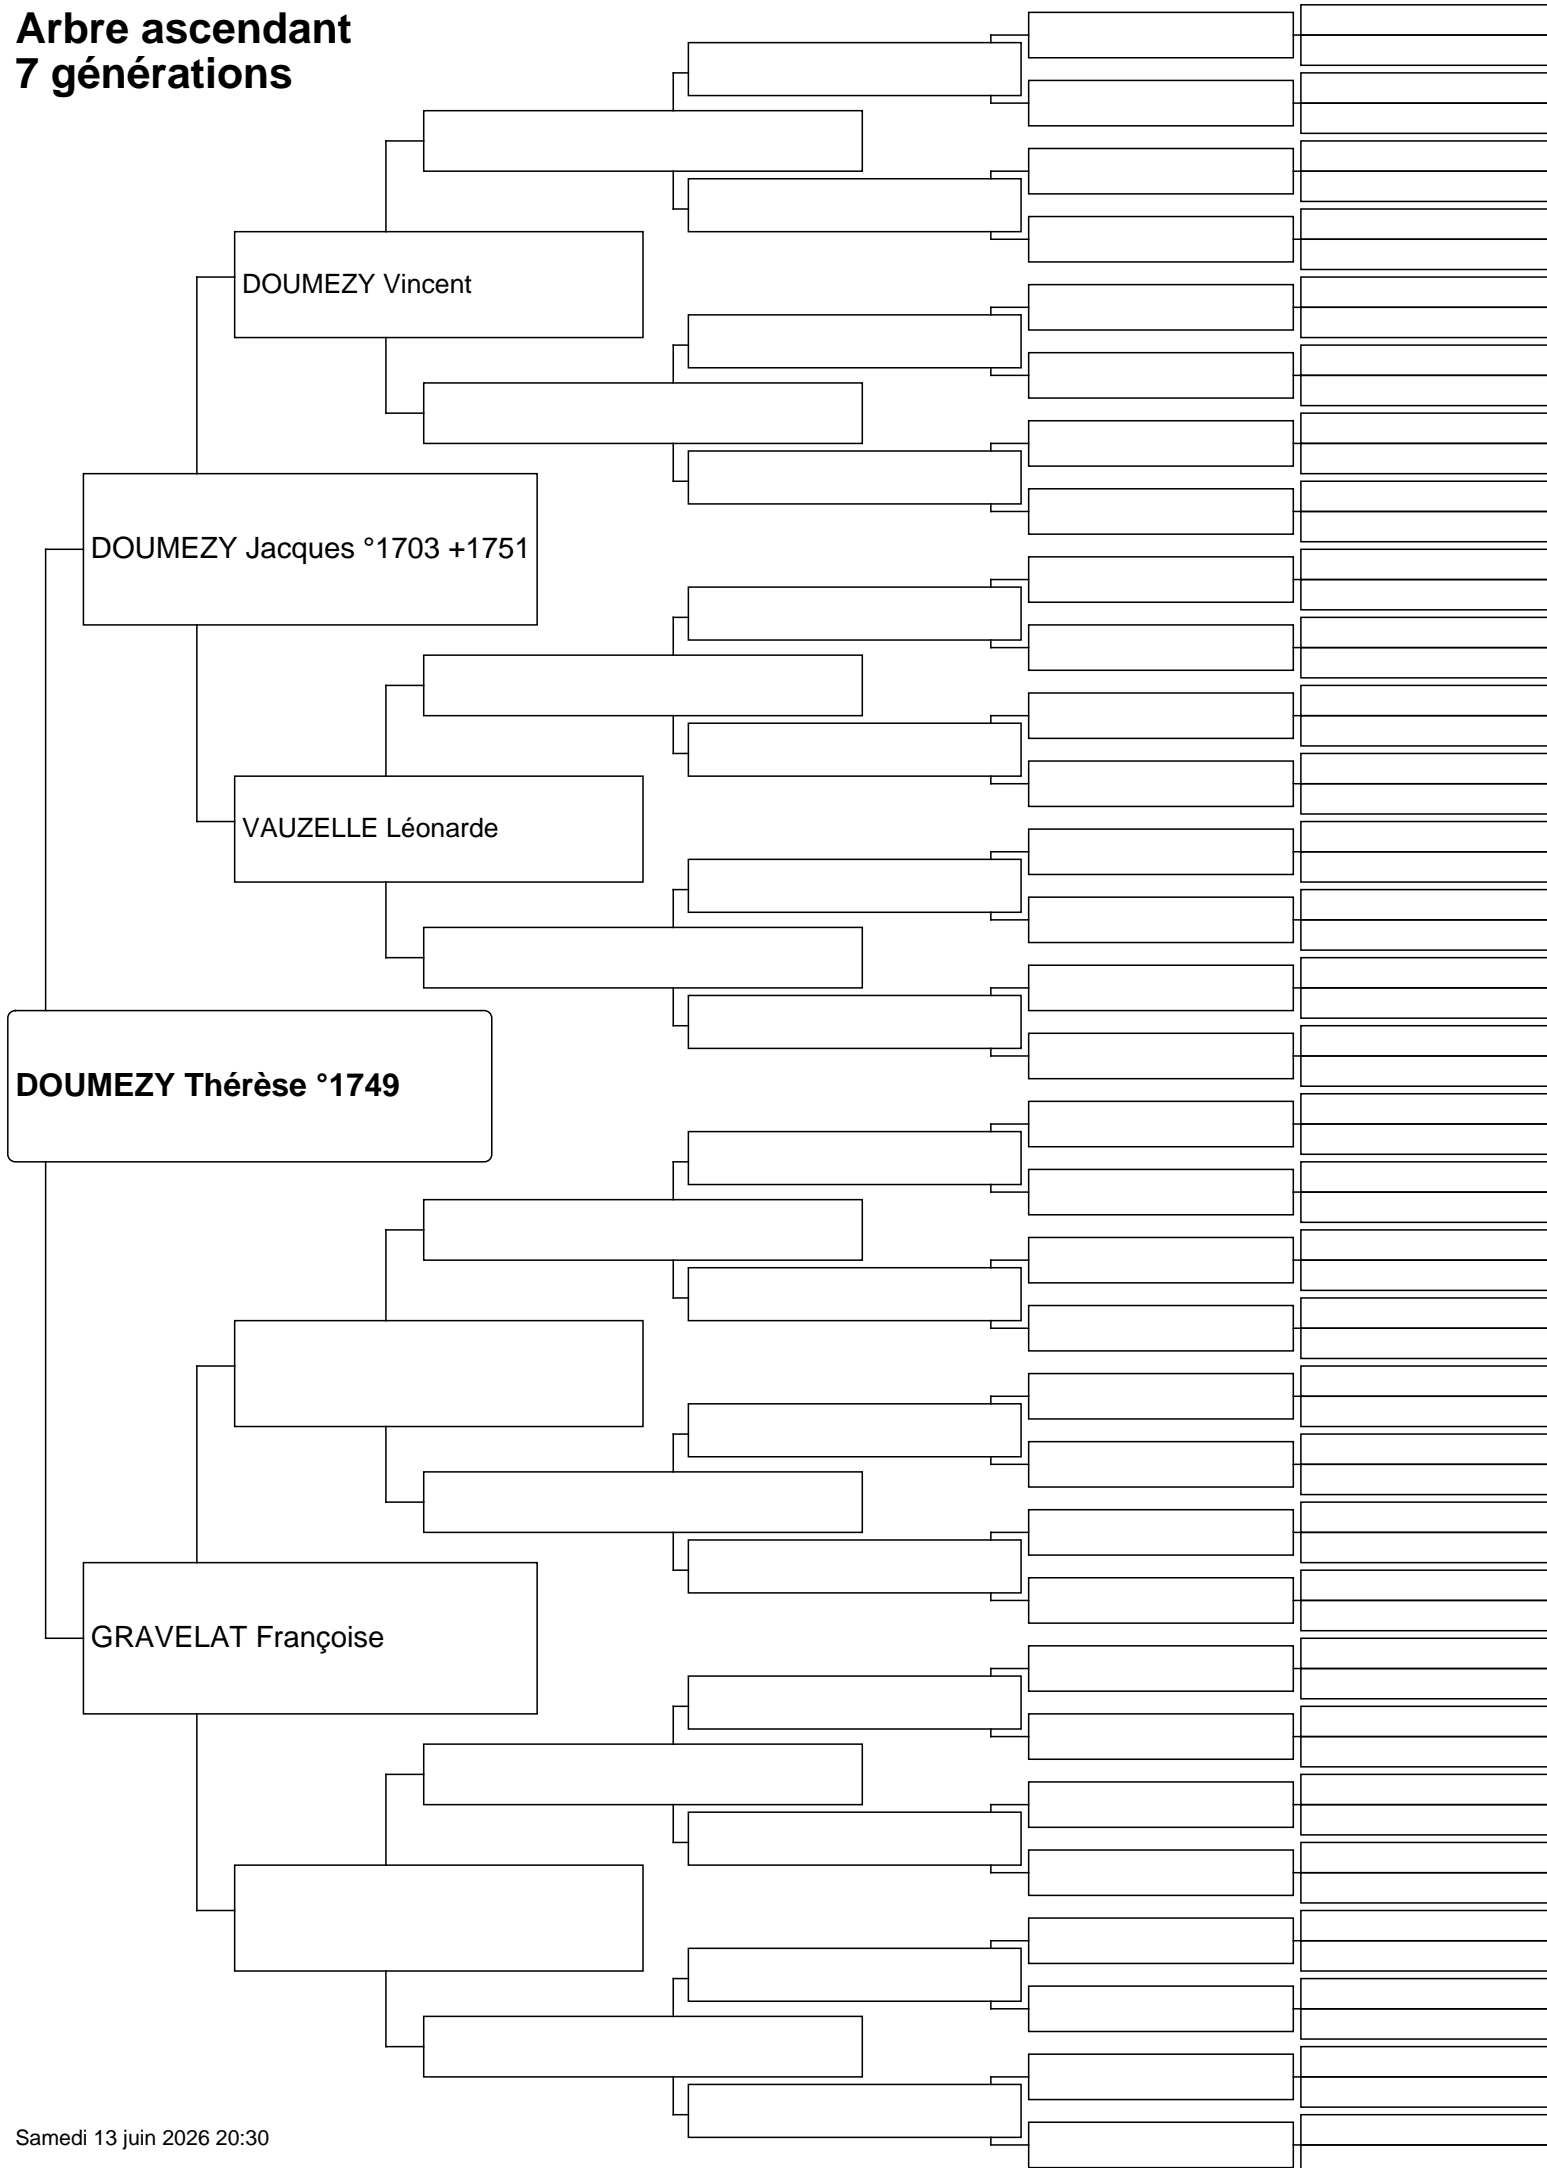 Arbre ascendant
7 générations
DOUMEZY Vincent
DOUMEZY Jacques °1703 +1751
VAUZELLE Léonarde
DOUMEZY Thérèse °1749
GRAVELAT Françoise
Samedi 13 juin 2026 20:30